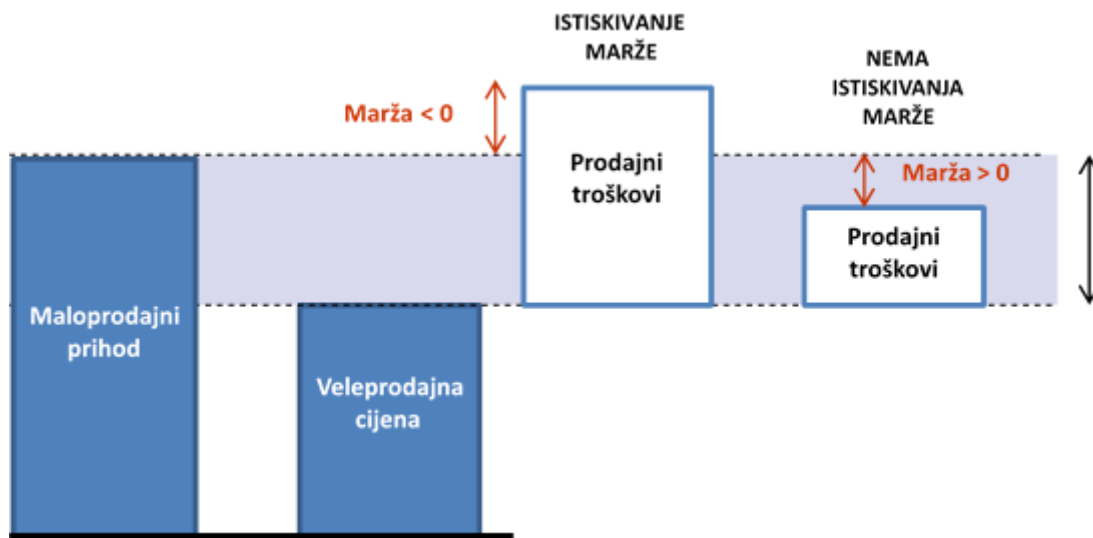 ISTISKIVANJE
MARŽE
NEMA
ISTISKIVANJA
MARŽE
Marža < 0
Prodajni
troškovi
Marža > 0
Prodajni
troškovi
Maloprodajni
prihod
Veleprodajna
cijena